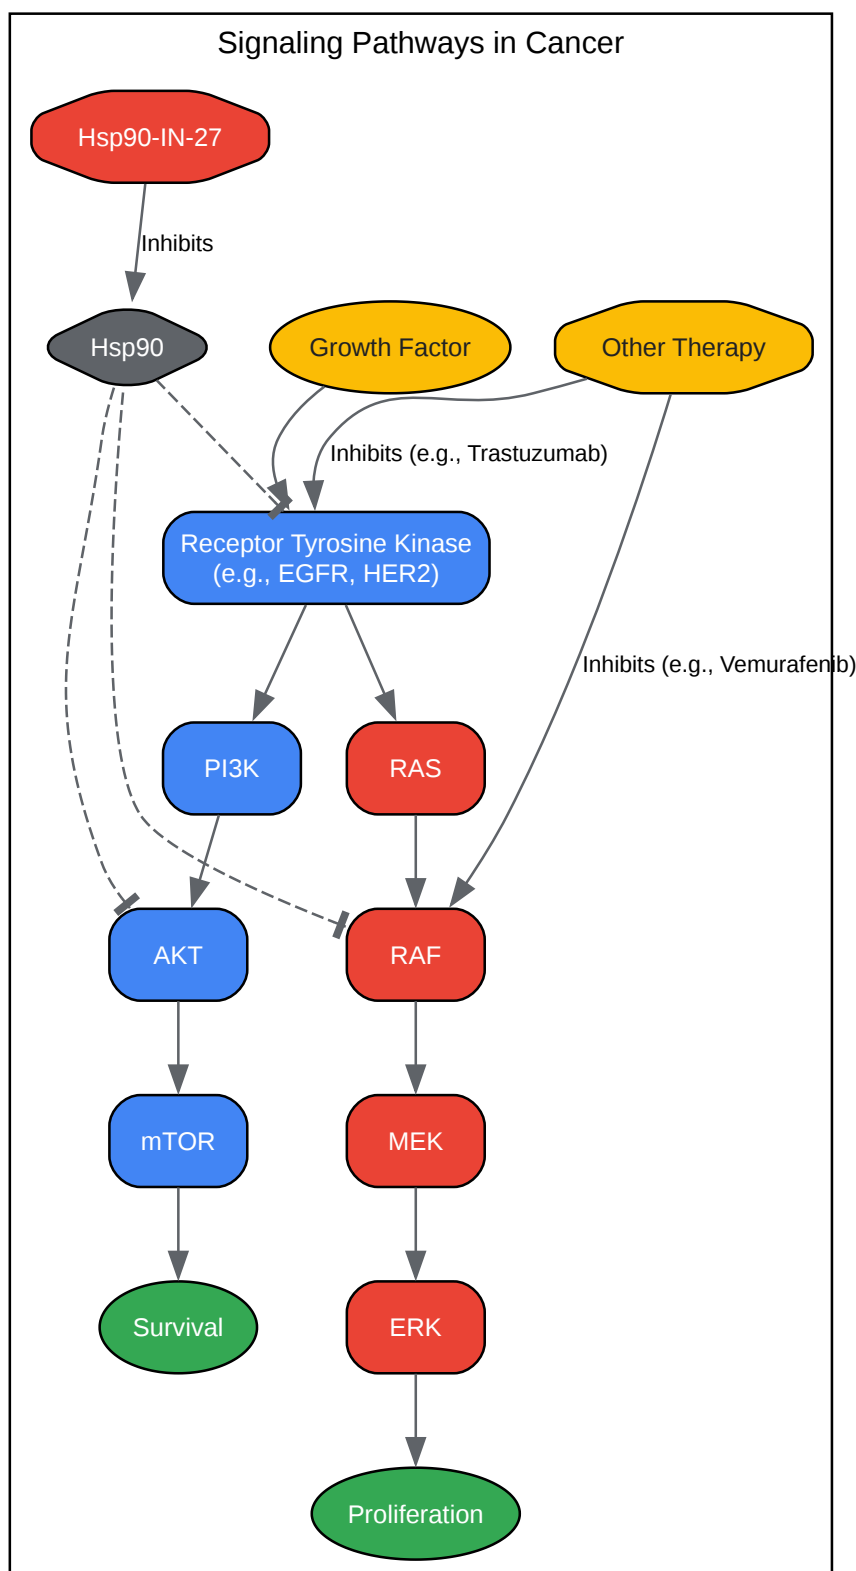 Signaling Pathways in Cancer
Hsp90-IN-27
Inhibits
Hsp90
Growth Factor
Other Therapy
Inhibits (e.g., Trastuzumab)
Receptor Tyrosine Kinase
(e.g., EGFR, HER2)
Inhibits (e.g., Vemurafenib)
PI3K
RAS
AKT
RAF
mTOR
MEK
Survival
ERK
Proliferation